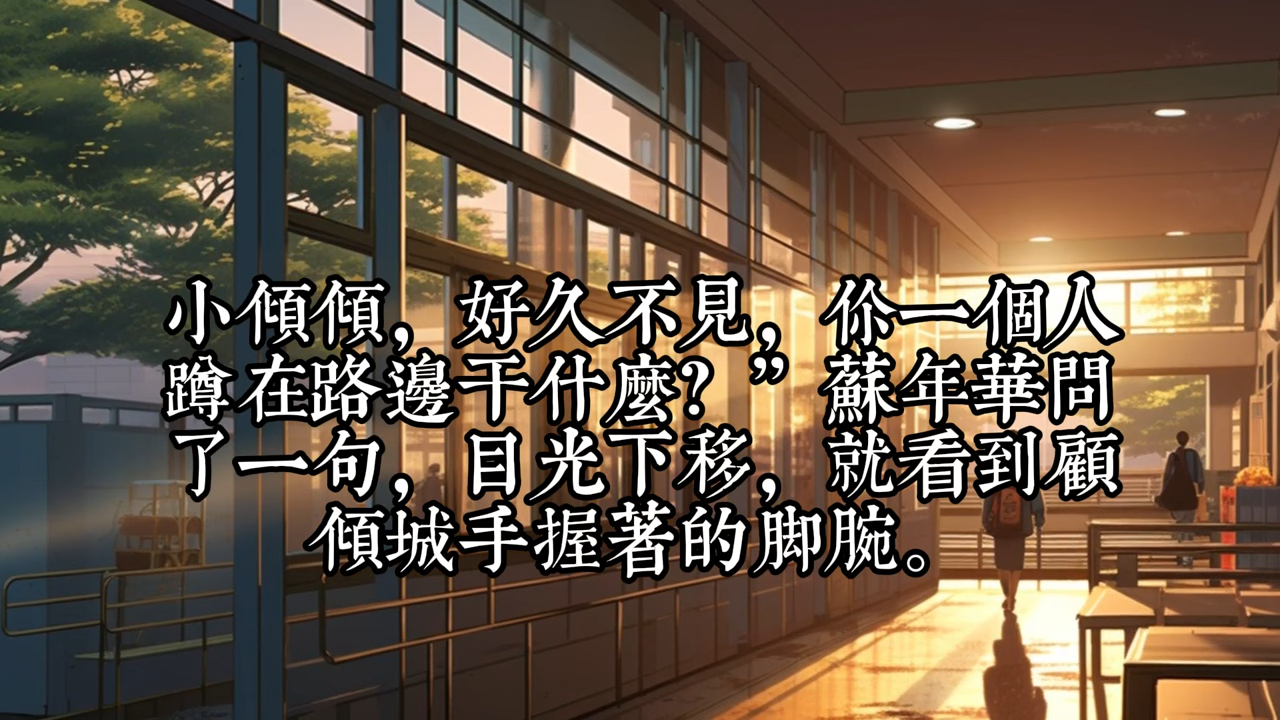 小傾傾，好久不見，你一個人
蹲在路邊干什麼？”蘇年華問
了一句，目光下移，就看到顧
傾城手握著的脚腕。